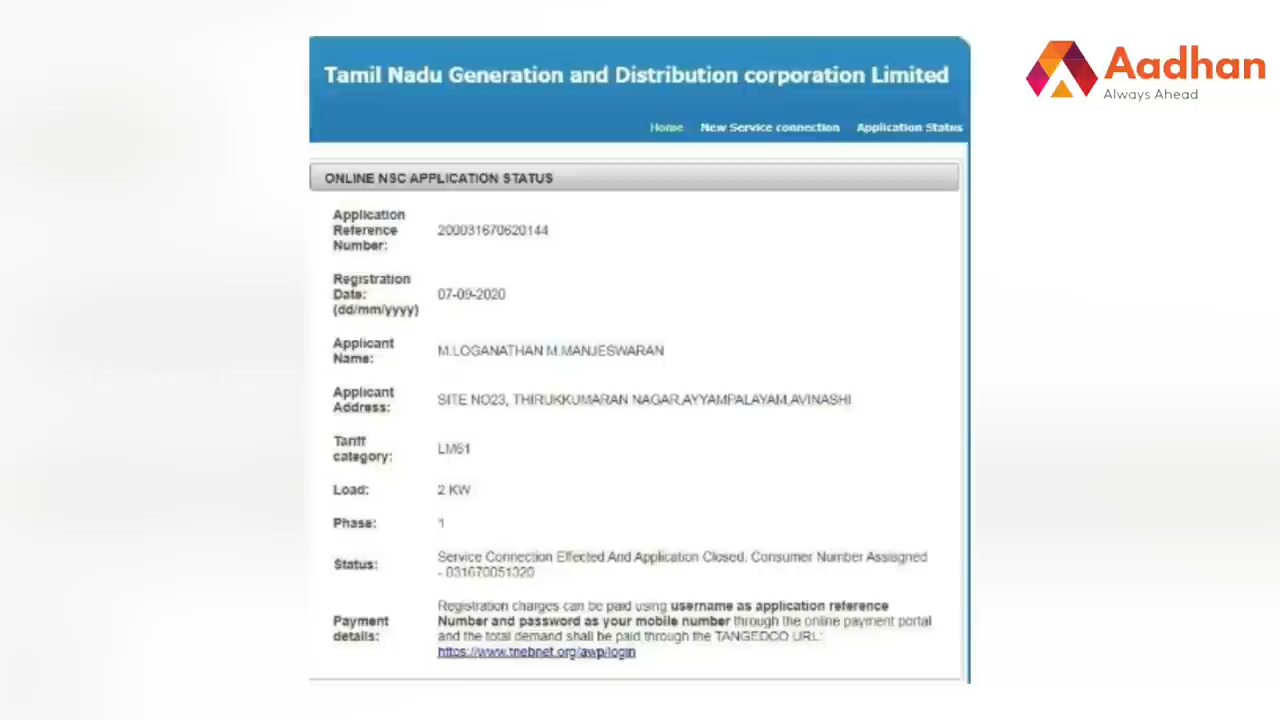 Tamil Nadu Generation and Distribution corporation Limited
Aadhan
Always Ahead
Home New Service connection Application Status
ONLINE NSC APPLICATION STATUS
Application
Reference
Number:
200031670620144
Registration
Date:
(dd/mm/yyyy)
07-09-2020
Applicant
Name:
M.LOGANATHAN M.MANJESWARAN
Applicant
Address:
SITE NO23, THIRUKKUMARAN NAGAR,AYYAMPALAYAM,AVINASHI
Tariff
category:
LM61
Load:
2 KW
Phase:
1
Status:
Service Connection Effected And Application Closed. Consumer Number Assisgned
- 031670051320
Payment
details:
Registration charges can be paid using username as application reference
Number and password as your mobile number through the online payment portal
and the total demand shall be paid through the TANGEDCO URL:
https://www.tnebnet.org/awp/login